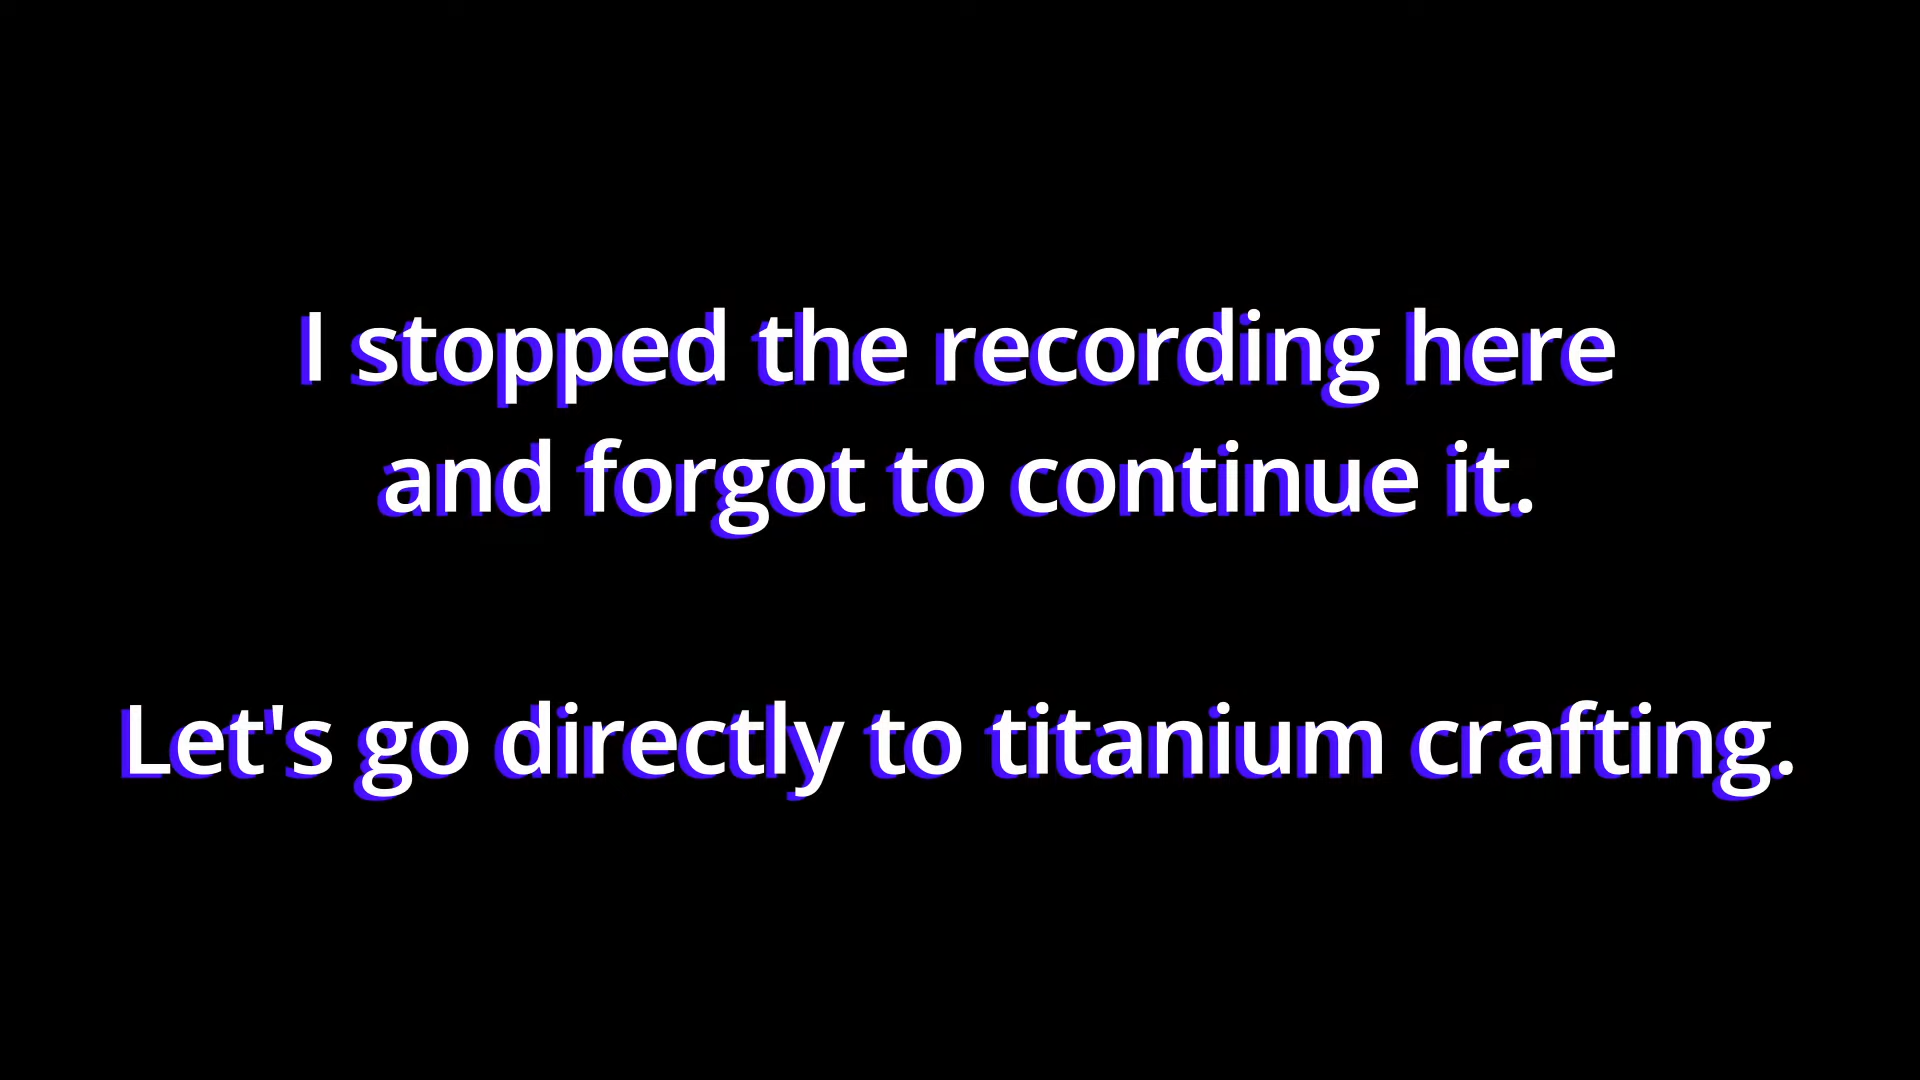 I stopped the recording here
and forgot to continue it.
Let's go directly to titanium crafting.